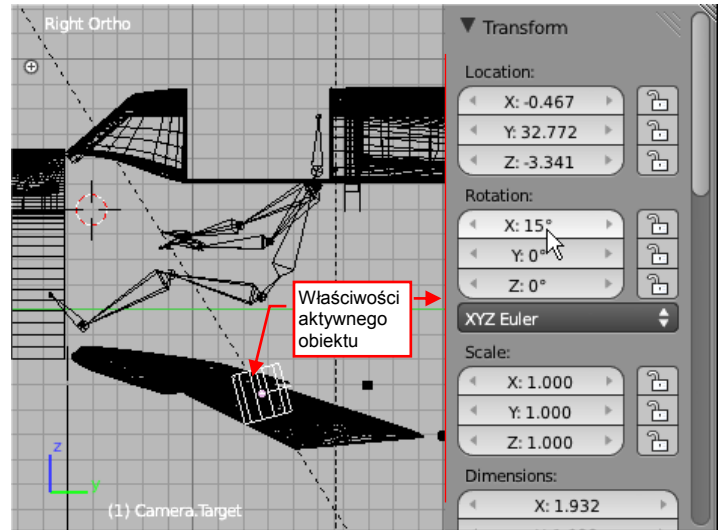 Right Ortho
Właściwości
aktywnego
obiektu
z
Y
(1) Camera.Target
Transform
Location:
X: -0.467
Y: 32.772
Z: -3.341
Rotation:
X: 15°
Y: 0°
Z: 0°
XYZ Euler
Scale:
X: 1.000
Y: 1.000
Z: 1.000
Dimensions:
X: 1.932